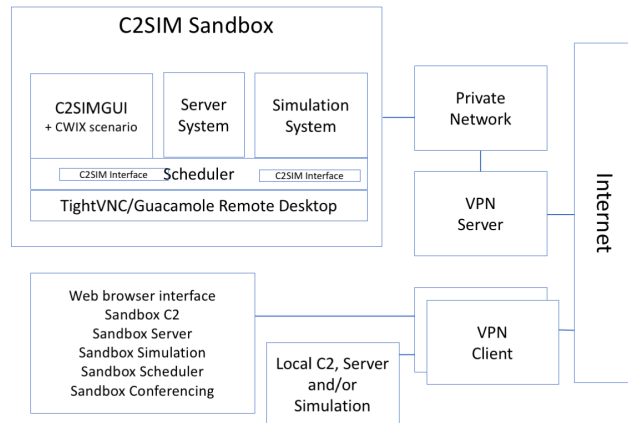 C2SIM Sandbox
C2SIMGUI
+ CWIX scenario
Server
System
Simulation
System
C2SIM Interface
Scheduler
C2SIM Interface
TightVNC/Guacamole Remote Desktop
Private
Network
VPN
Server
Internet
Web browser interface
Sandbox C2
Sandbox Server
Sandbox Simulation
Sandbox Scheduler
Sandbox Conferencing
Local C2, Server
and/or
Simulation
VPN
Client